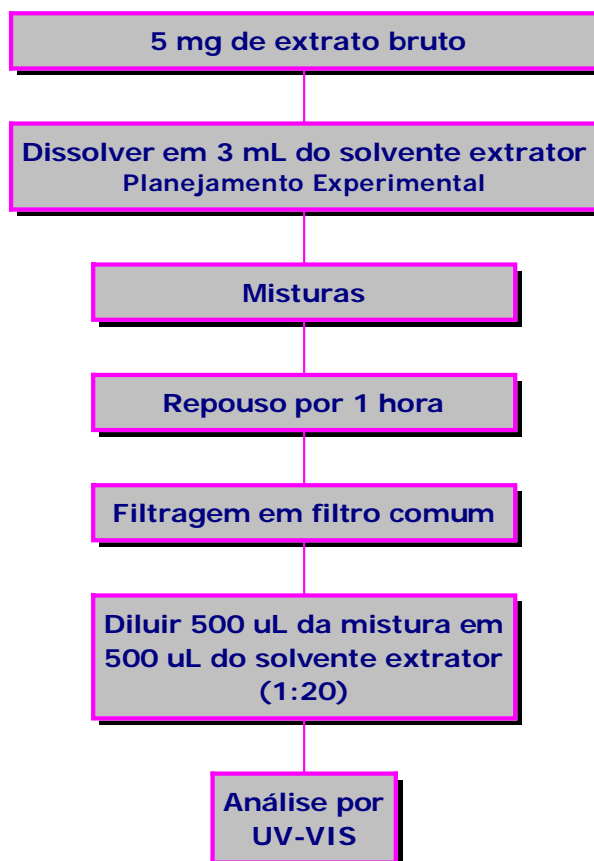 5 mg de extrato bruto
Dissolver em 3 mL do solvente extrator
Planejamento Experimental
Misturas
Repouso por 1 hora
Filtragem em filtro comum
Diluir 500 uL da mistura em
500 uL do solvente extrator
(1:20)
Análise por
UV-VIS